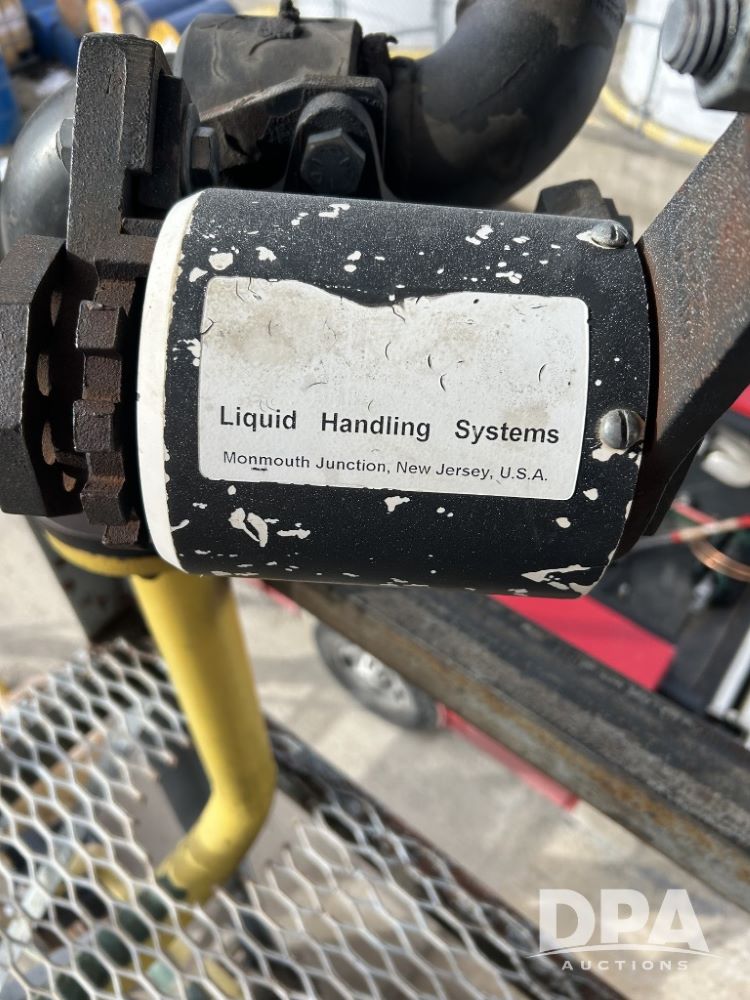 Liquid Handling Systems
Monmouth Junction, New Jersey, U.S.A.
DPA
AUCTIONS